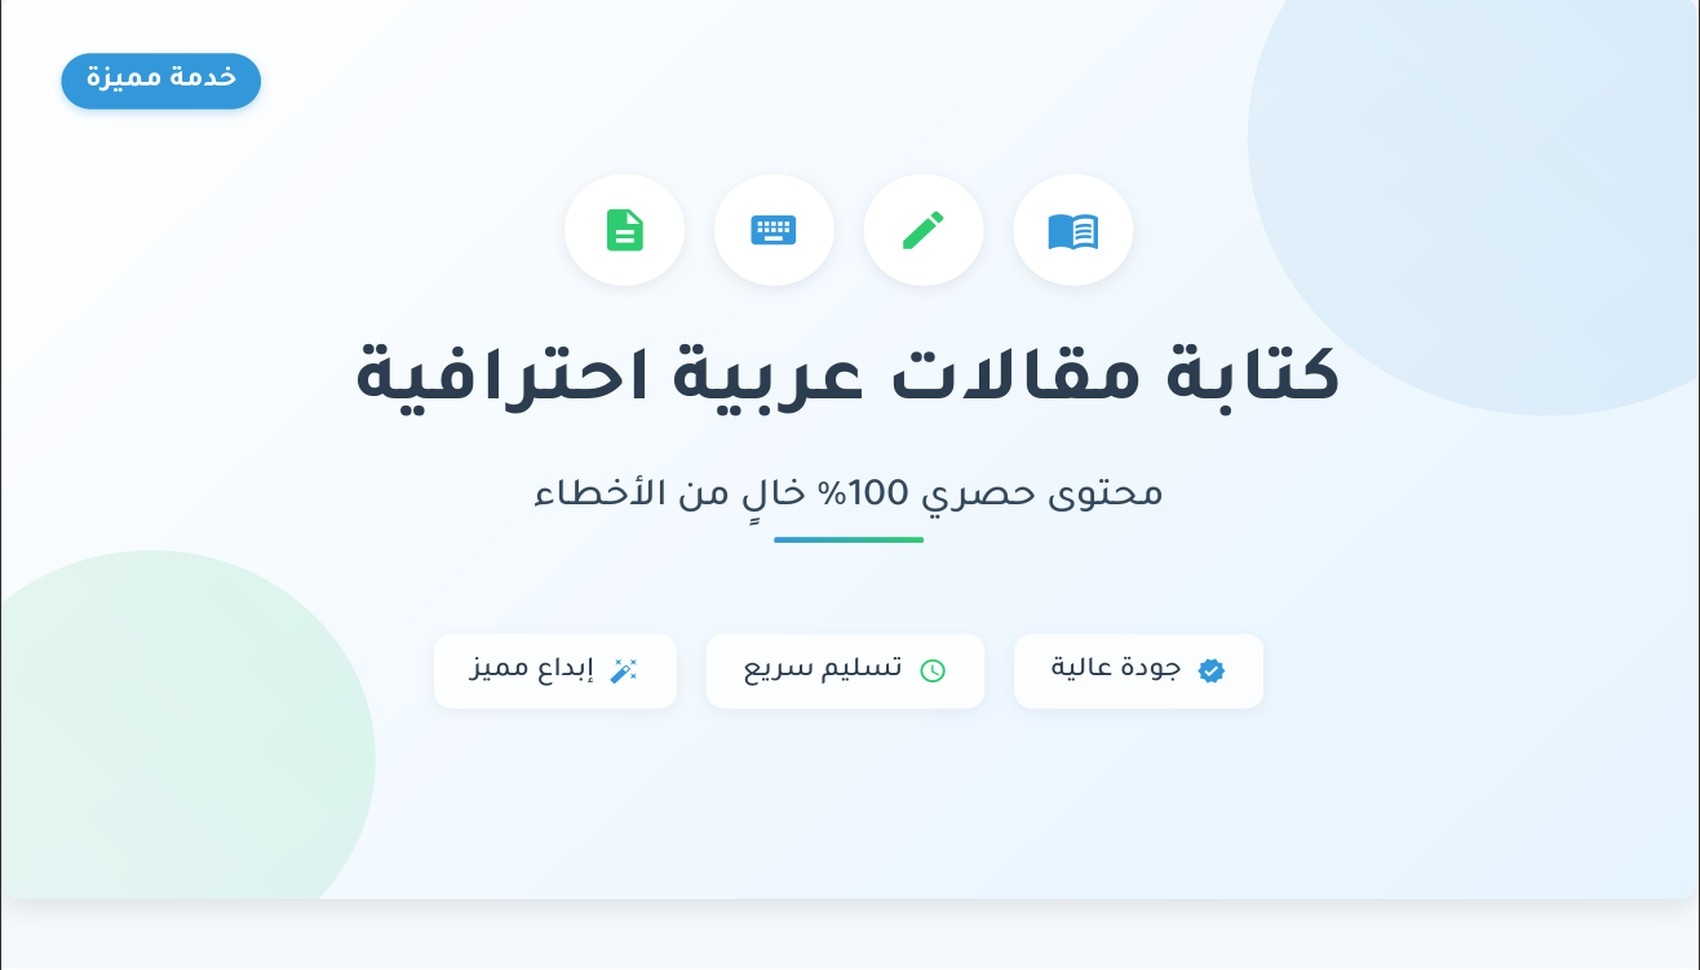 خدمة مميزة
كتابة مقالات عربية احترافية
محتوى حصري 100% خالٍ من الأخطاء
جودة عالية
تسليم سريع
إبداع مميز